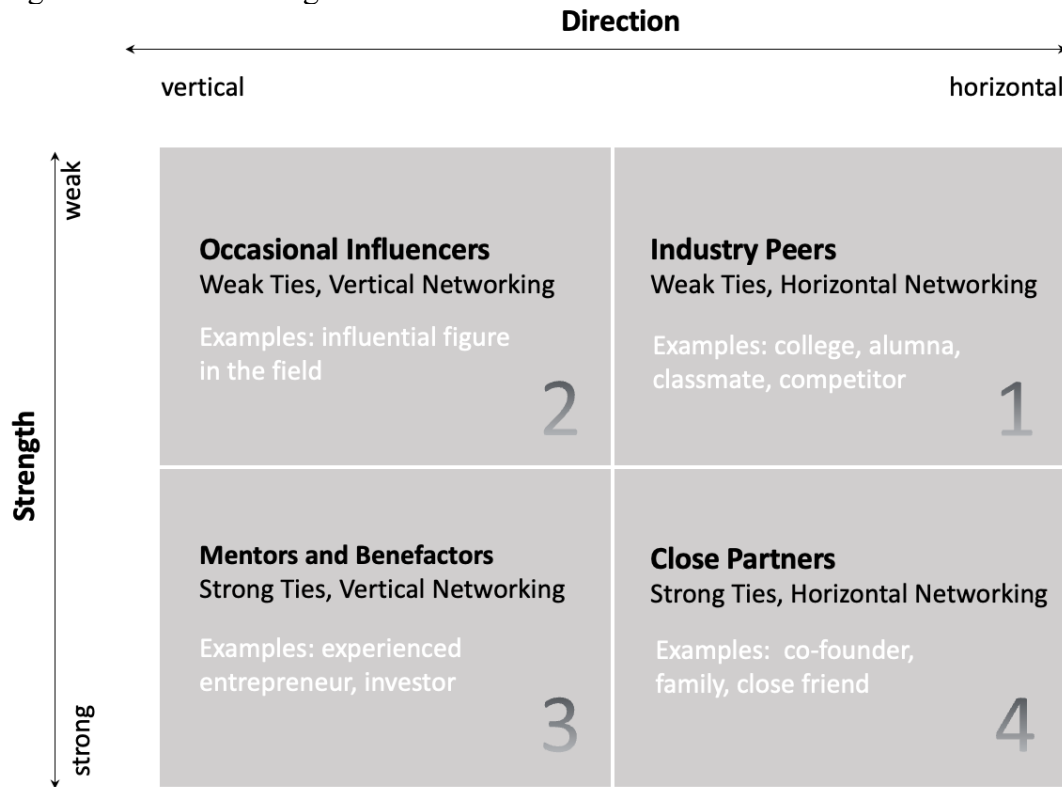 Direction
vertical
horizontal
weak
Strength
strong
Occasional Influencers
Weak Ties, Vertical Networking
Examples: influential figure
in the field
2
Industry Peers
Weak Ties, Horizontal Networking
Examples: college, alumna,
classmate, competitor
1
Mentors and Benefactors
Strong Ties, Vertical Networking
Examples: experienced
entrepreneur, investor
3
Close Partners
Strong Ties, Horizontal Networking
Examples: co-founder,
family, close friend
4